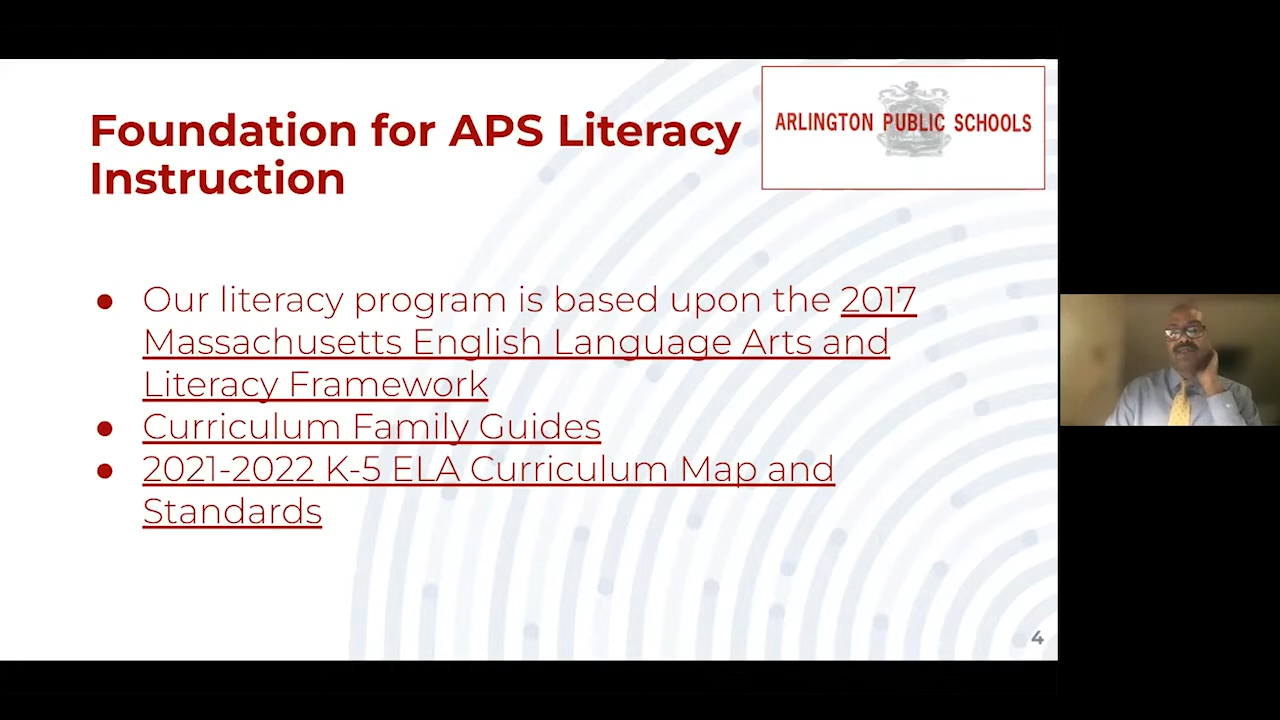 Foundation for APS Literacy
Instruction
ARLINGTON PUBLIC SCHOOLS
● Our literacy program is based upon the 2017
Massachusetts English Language Arts and
Literacy Framework
● Curriculum Family Guides
● 2021-2022 K-5 ELA Curriculum Map and
Standards
4